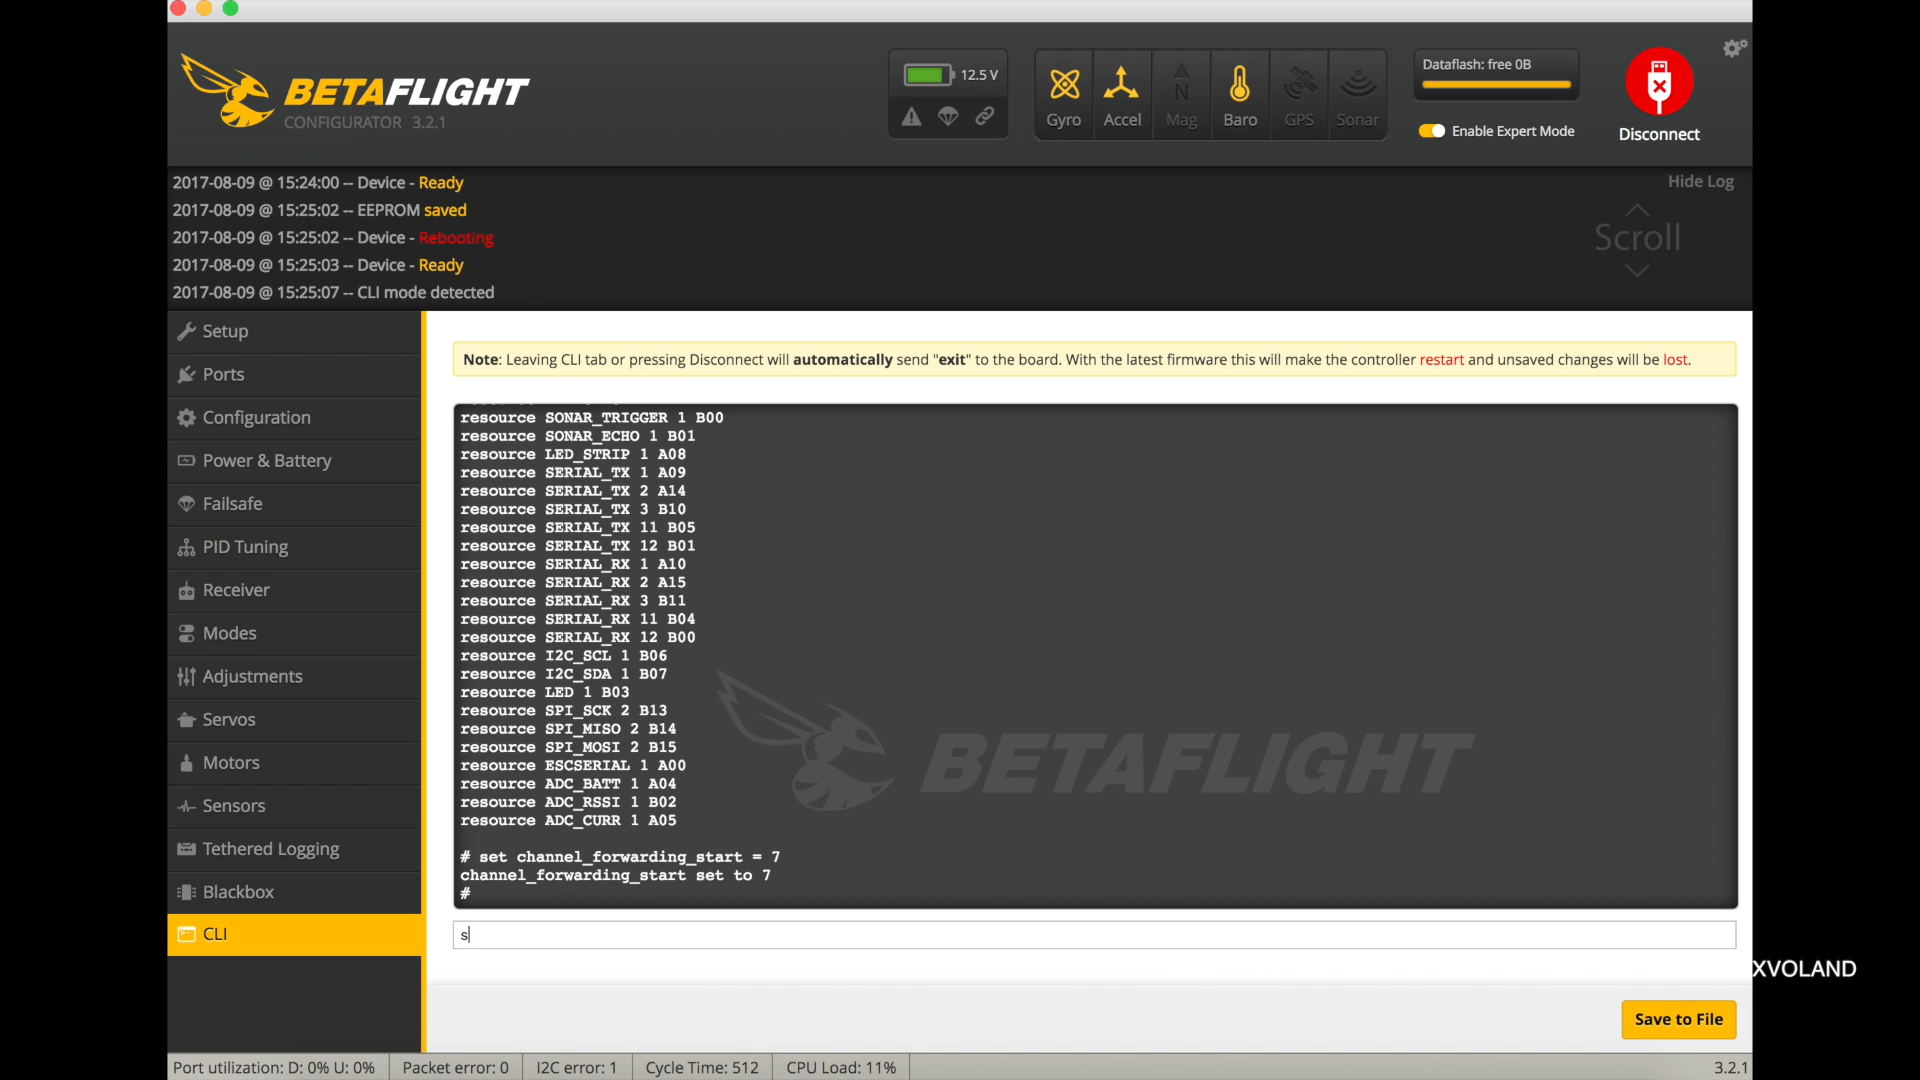 BETAFLIGHT
CONFIGURATOR 3.2.1
12.5 V
Gyro
Accel
N
Mag
Baro
GPS
Sonar
Dataflash: free 0B
Enable Expert Mode
Disconnect
2017-08-09 @ 15:24:00 -- Device - Ready
2017-08-09 @ 15:25:02 -- EEPROM saved
2017-08-09 @ 15:25:02 -- Device - Rebooting
2017-08-09 @ 15:25:03 -- Device - Ready
2017-08-09 @ 15:25:07 -- CLI mode detected
Hide Log
Scroll
Setup
Ports
Configuration
Power & Battery
Failsafe
PID Tuning
Receiver
Modes
Adjustments
Servos
Motors
Sensors
Tethered Logging
Blackbox
CLI
Note: Leaving CLI tab or pressing Disconnect will automatically send "exit" to the board. With the latest firmware this will make the controller restart and unsaved changes will be lost.
resource SONAR_TRIGGER 1 B00
resource SONAR_ECHO 1 B01
resource LED_STRIP 1 A08
resource SERIAL_TX 1 A09
resource SERIAL_TX 2 A14
resource SERIAL_TX 3 B10
resource SERIAL_TX 11 B05
resource SERIAL_TX 12 B01
resource SERIAL_RX 1 A10
resource SERIAL_RX 2 A15
resource SERIAL_RX 3 B11
resource SERIAL_RX 11 B04
resource SERIAL_RX 12 B00
resource I2C_SCL 1 B06
resource I2C_SDA 1 B07
resource LED 1 B03
resource SPI_SCK 2 B13
resource SPI_MISO 2 B14
resource SPI_MOSI 2 B15
resource ESCSERIAL 1 A00
resource ADC_BATT 1 A04
resource ADC_RSSI 1 B02
resource ADC_CURR 1 A05
# set channel_forwarding_start = 7
channel_forwarding_start set to 7
#
BETAFLIGHT
s
XVOLAND
Save to File
Port utilization: D: 0% U: 0%
Packet error: 0
I2C error: 1
Cycle Time: 512
CPU Load: 11%
3.2.1